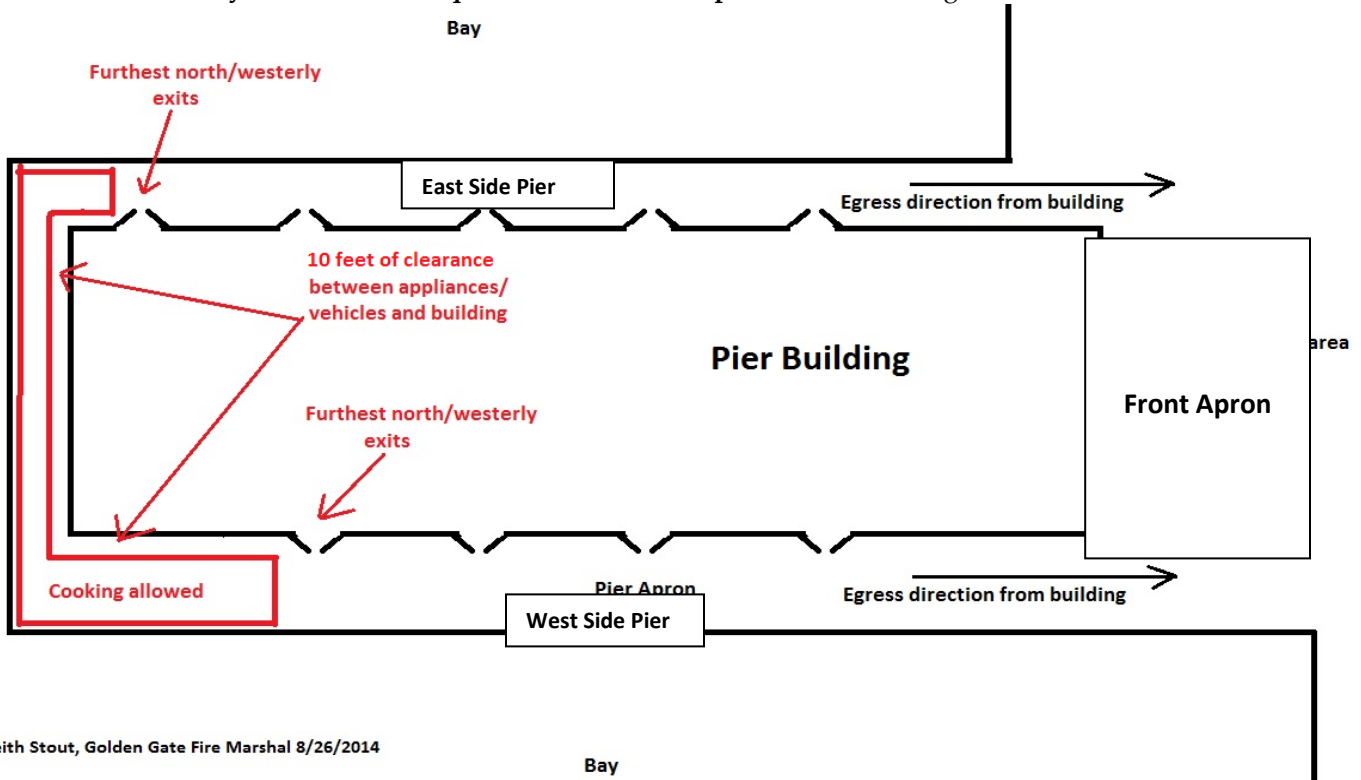 Bay
Furthest north/westerly
exits
East Side Pier
Egress direction from building
10 feet of clearance
between appliances/
vehicles and building
Pier Building
area
Front Apron
Furthest north/westerly
exits
Cooking allowed
Pier Apron
Egress direction from building
West Side Pier
eith Stout, Golden Gate Fire Marshal 8/26/2014
Bay